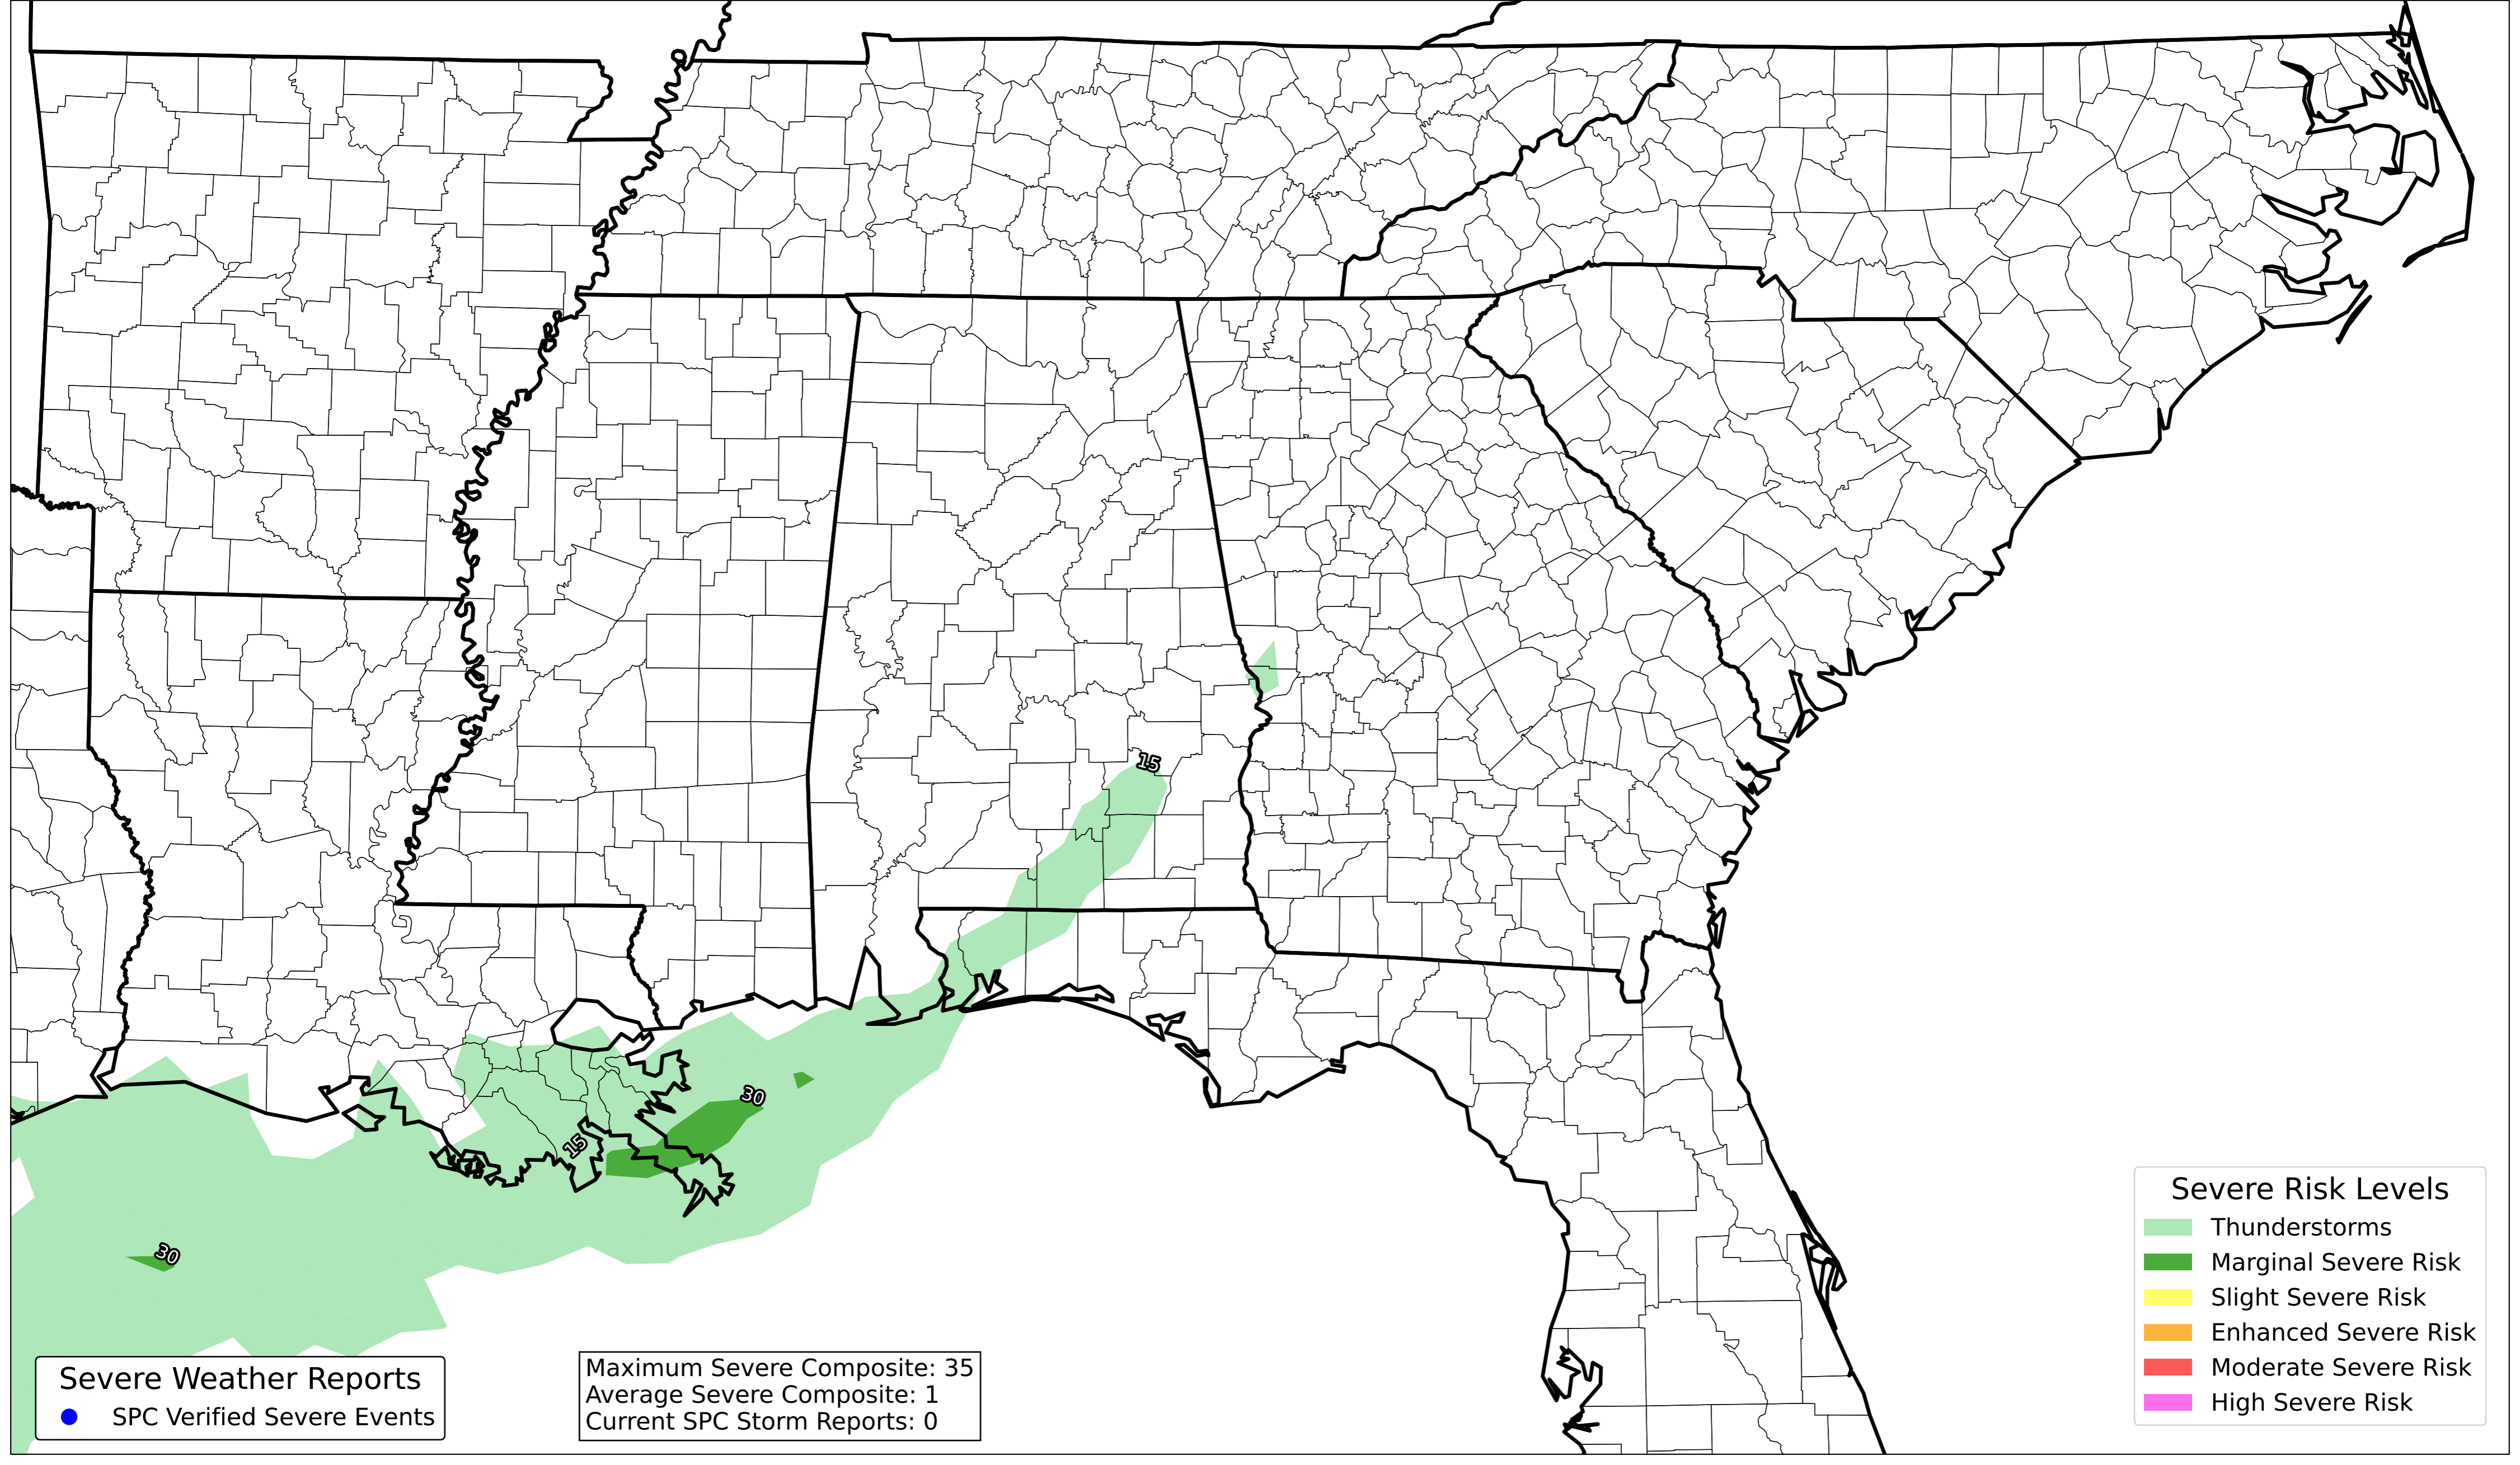 15
30
15
30
Severe Risk Levels
Thunderstorms
Marginal Severe Risk
Slight Severe Risk
Enhanced Severe Risk
Moderate Severe Risk
High Severe Risk
Severe Weather Reports
SPC Verified Severe Events
Maximum Severe Composite: 35
Average Severe Composite: 1
Current SPC Storm Reports: 0